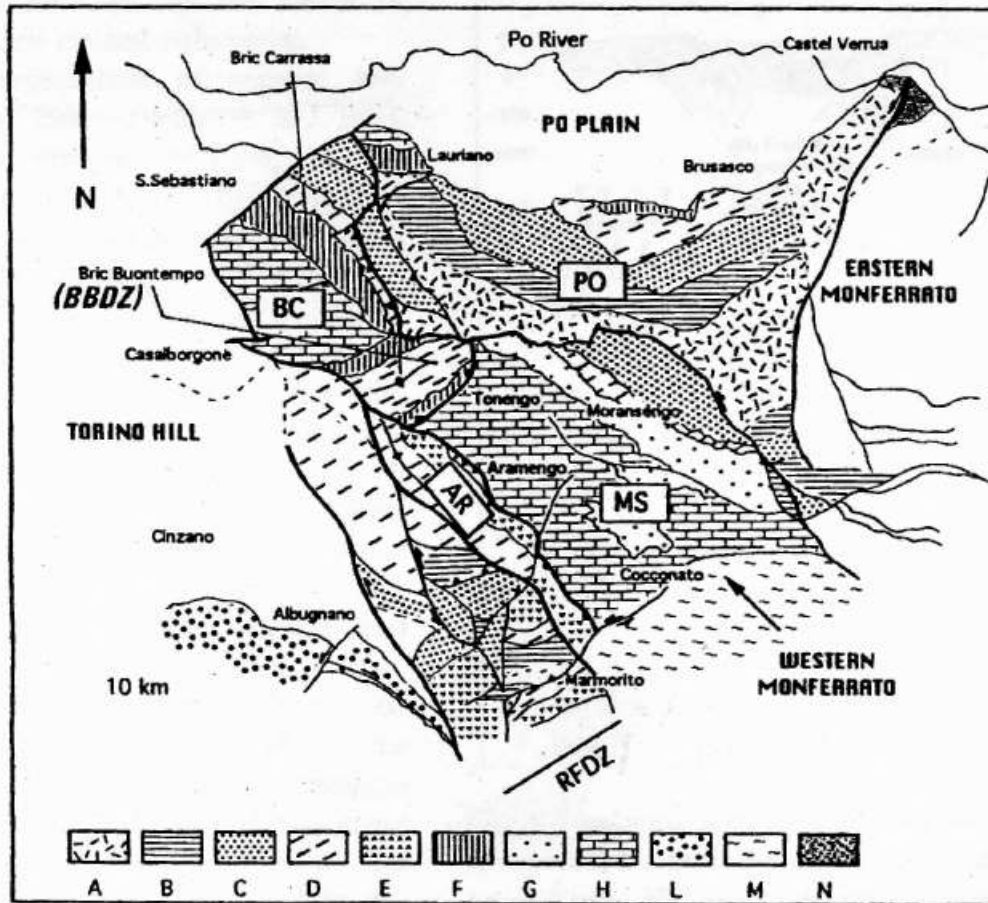 Po River
Castel Verrua
Bric Carrassa
PO PLAIN
Lauriano
Brusasco
S.Sebastiano
N
PO
EASTERN
MONFERRATO
Bric Buontempo
(BBDZ)
BC
Casalborgone
Tonengo
Moransengo
TORINO HILL
Aramengo
AR
MS
Cinzano
Cocconato
Albugnano
WESTERN
MONFERRATO
10 km
Marmorito
RFDZ
A B C D E F G H L M N